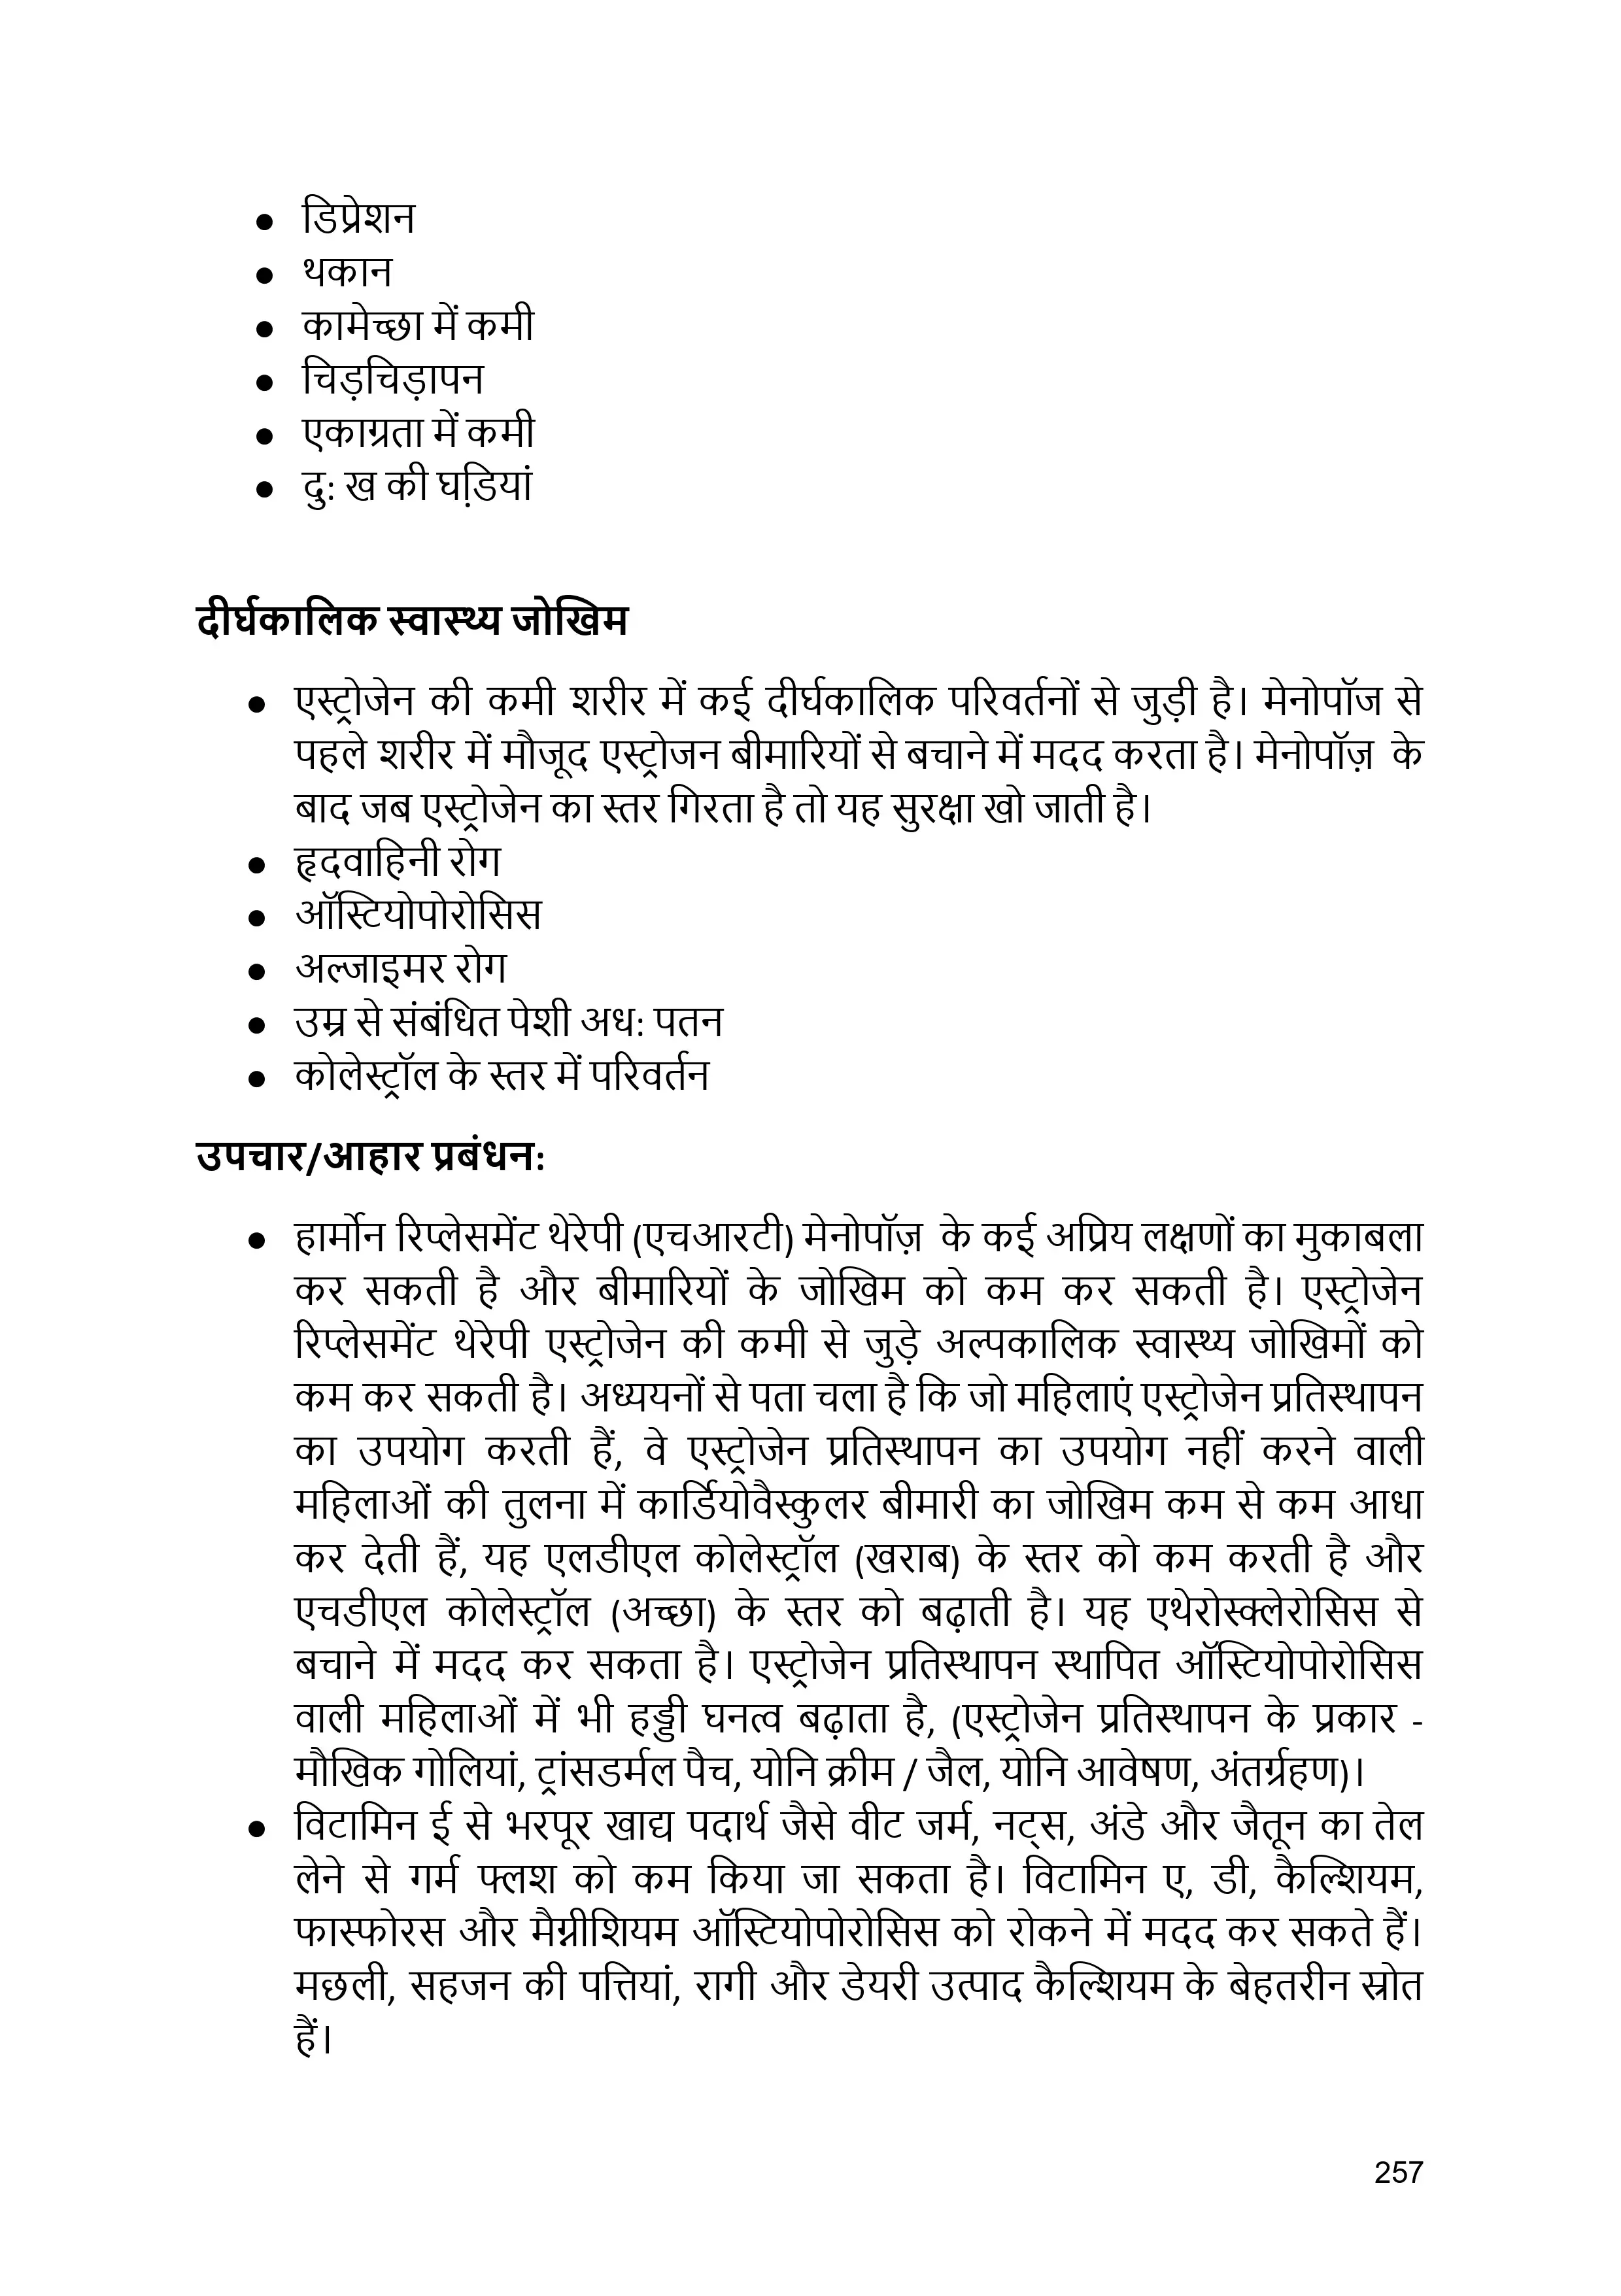 ● डिप्रेशन
● थकान
● कामेच्छा में कमी
● चिड़चिड़ापन
● एकाग्रता में कमी
● दु: ख की घड़ियां
दीर्घकालिक स्वास्थ्य जोखिम
● एस्ट्रोजेन की कमी शरीर में कई दीर्घकालिक परिवर्तनों से जुड़ी है। मेनोपॉज से
पहले शरीर में मौजूद एस्ट्रोजन बीमारियों से बचाने में मदद करता है। मेनोपॉज़ के
बाद जब एस्ट्रोजेन का स्तर गिरता है तो यह सुरक्षा खो जाती है।
● हृदवाहिनी रोग
● ऑस्टियोपोरोसिस
● अल्जाइमर रोग
● उम्र से संबंधित पेशी अध: पतन
● कोलेस्ट्रॉल के स्तर में परिवर्तन
उपचार/आहार प्रबंधन:
● हार्मोन रिप्लेसमेंट थेरेपी (एचआरटी) मेनोपॉज़ के कई अप्रिय लक्षणों का मुकाबला
कर सकती है और बीमारियों के जोखिम को कम कर सकती है। एस्ट्रोजेन
रिप्लेसमेंट थेरेपी एस्ट्रोजेन की कमी से जुड़े अल्पकालिक स्वास्थ्य जोखिमों को
कम कर सकती है। अध्ययनों से पता चला है कि जो महिलाएं एस्ट्रोजेन प्रतिस्थापन
का उपयोग करती हैं, वे एस्ट्रोजेन प्रतिस्थापन का उपयोग नहीं करने वाली
महिलाओं की तुलना में कार्डियोवैस्कुलर बीमारी का जोखिम कम से कम आधा
कर देती हैं, यह एलडीएल कोलेस्ट्रॉल (खराब) के स्तर को कम करती है और
एचडीएल कोलेस्ट्रॉल (अच्छा) के स्तर को बढ़ाती है। यह एथेरोस्क्लेरोसिस से
बचाने में मदद कर सकता है। एस्ट्रोजेन प्रतिस्थापन स्थापित ऑस्टियोपोरोसिस
वाली महिलाओं में भी हड्डी घनत्व बढ़ाता है, (एस्ट्रोजेन प्रतिस्थापन के प्रकार -
मौखिक गोलियां, ट्रांसडर्मल पैच, योनि क्रीम / जैल, योनि आवेषण, अंतर्ग्रहण)।
● विटामिन ई से भरपूर खाद्य पदार्थ जैसे वीट जर्म, नट्स, अंडे और जैतून का तेल
लेने से गर्म फ्लश को कम किया जा सकता है। विटामिन ए, डी, कैल्शियम,
फास्फोरस और मैग्नीशियम ऑस्टियोपोरोसिस को रोकने में मदद कर सकते हैं।
मछली, सहजन की पत्तियां, रागी और डेयरी उत्पाद कैल्शियम के बेहतरीन स्रोत
हैं।
257